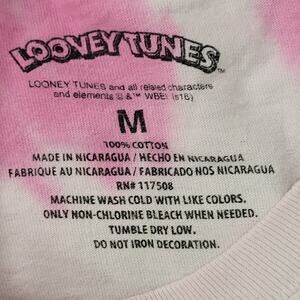 LOONEY TUNES™
LOONEY TUNES and all related characters
and elements © & ™ WBEI. (s16)
M
100% COTTON
MADE IN NICARAGUA / HECHO EN NICARAGUA
FABRIQUE AU NICARAGUA / FABRICADO NOS NICARAGUA
RN# 117508
MACHINE WASH COLD WITH LIKE COLORS.
ONLY NON-CHLORINE BLEACH WHEN NEEDED.
TUMBLE DRY LOW.
DO NOT IRON DECORATION.